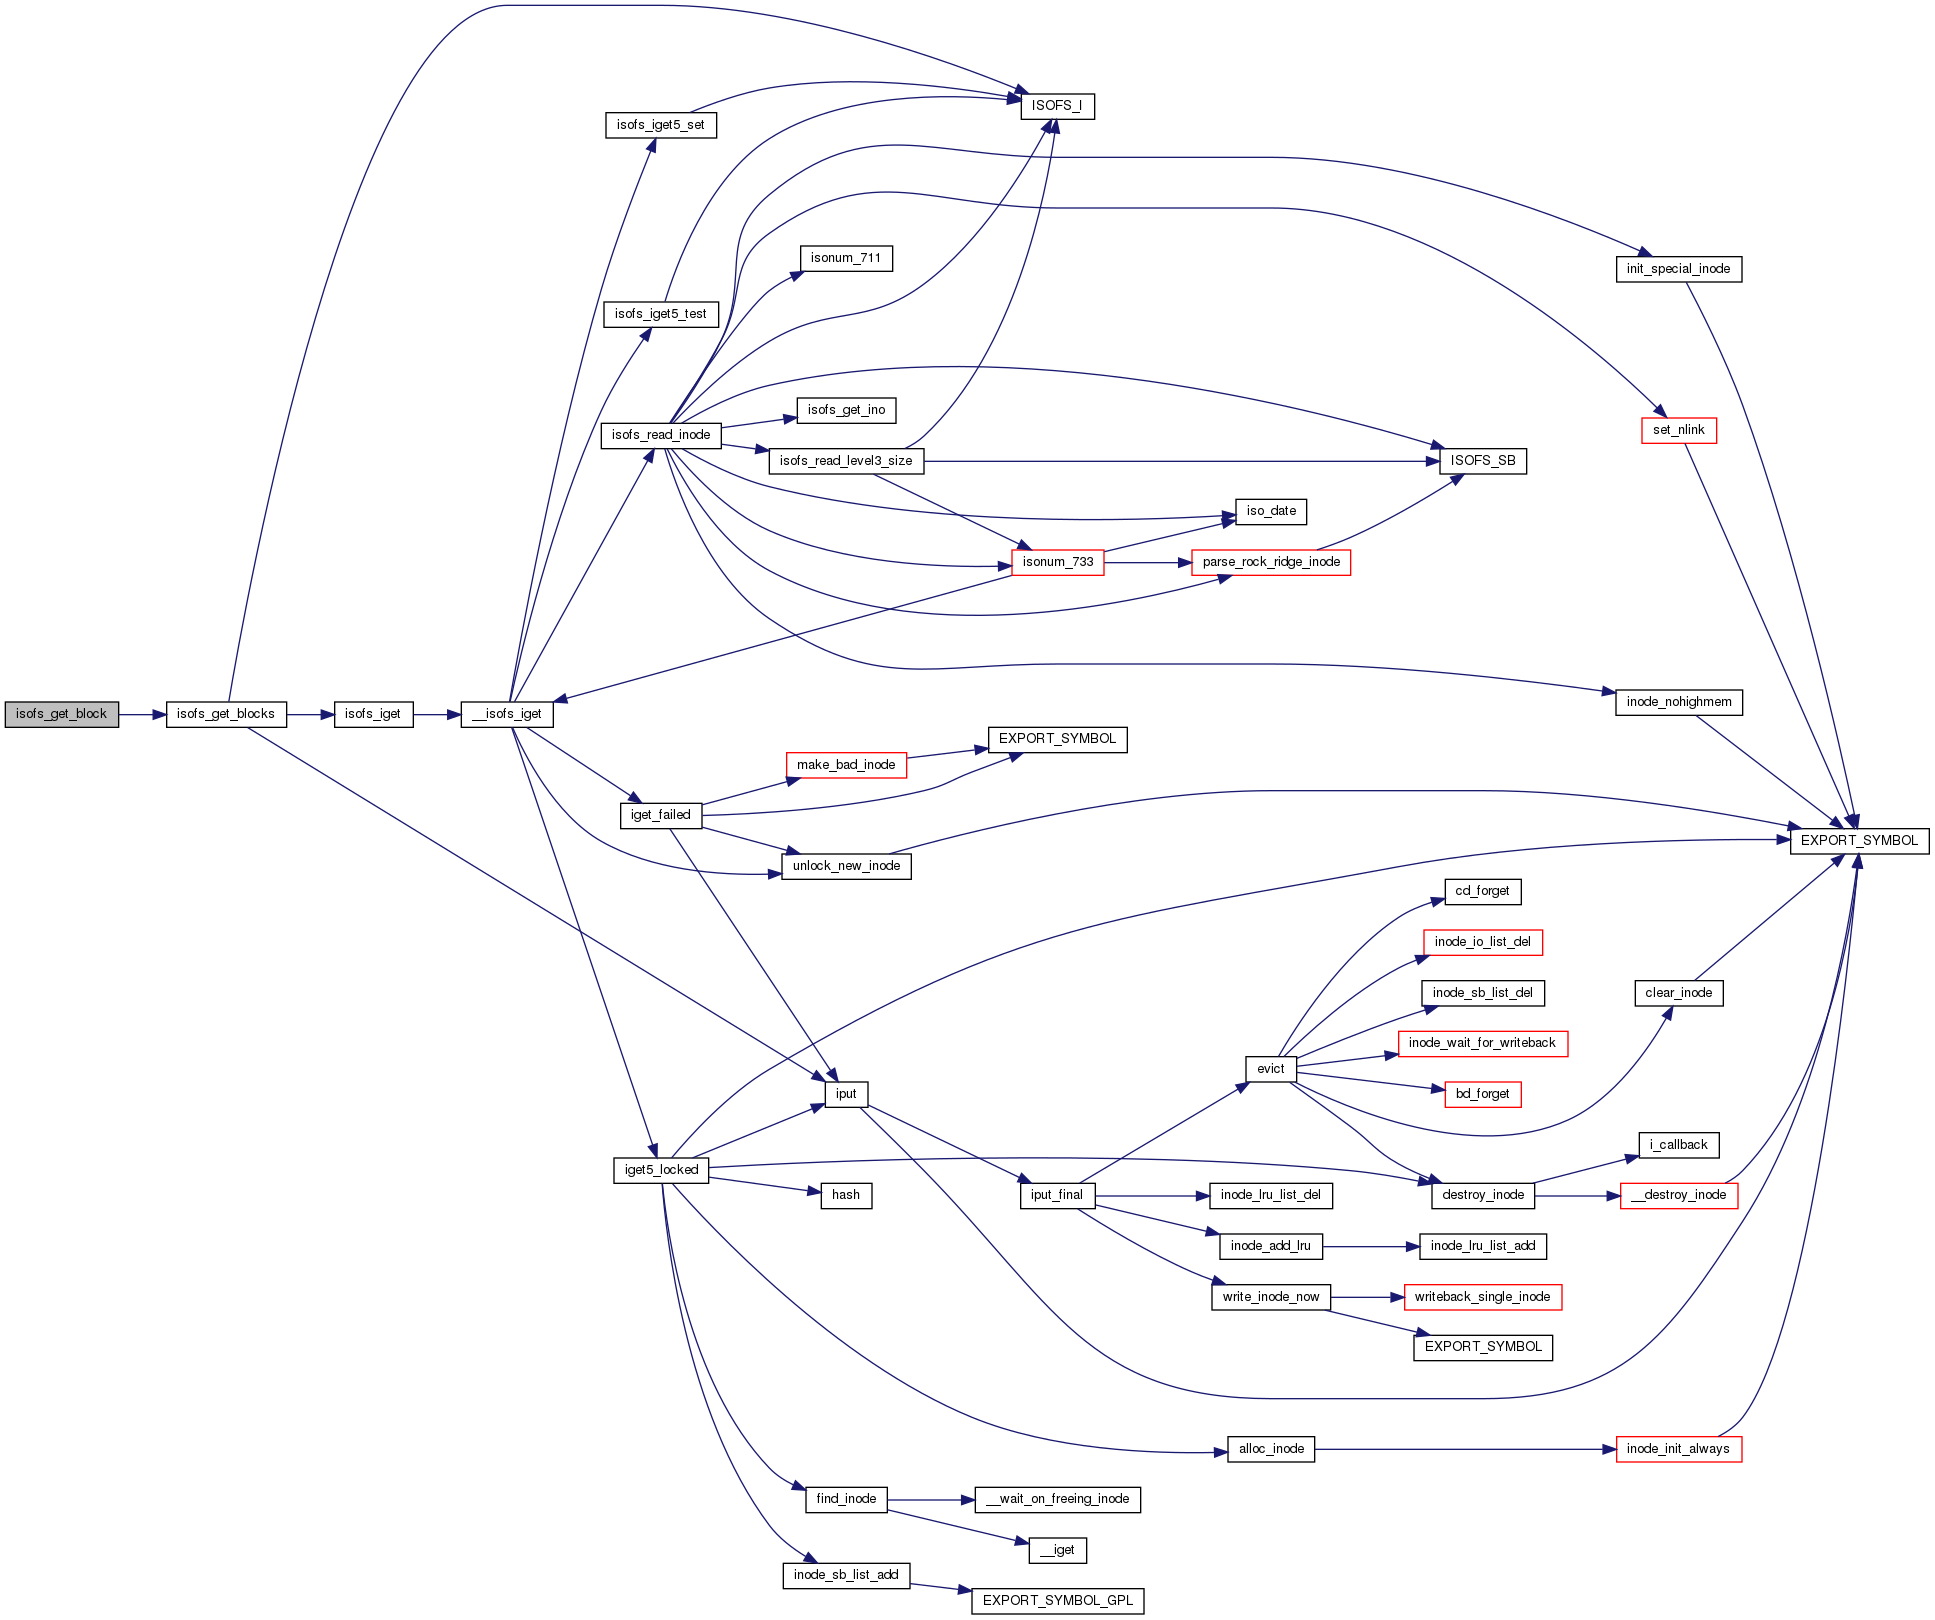 ISOFS_I
isofs_iget5_set
isonum_711
init_special_inode
isofs_iget5_test
isofs_get_ino
isofs_read_inode
set_nlink
isofs_read_level3_size
ISOFS_SB
iso_date
isonum_733
parse_rock_ridge_inode
inode_nohighmem
isofs_get_block
isofs_get_blocks
isofs_iget
__isofs_iget
EXPORT_SYMBOL
make_bad_inode
iget_failed
EXPORT_SYMBOL
unlock_new_inode
cd_forget
inode_io_list_del
inode_sb_list_del
clear_inode
inode_wait_for_writeback
evict
bd_forget
iput
i_callback
iget5_locked
hash
iput_final
inode_lru_list_del
destroy_inode
__destroy_inode
inode_add_lru
inode_lru_list_add
write_inode_now
writeback_single_inode
EXPORT_SYMBOL
alloc_inode
inode_init_always
find_inode
__wait_on_freeing_inode
__iget
inode_sb_list_add
EXPORT_SYMBOL_GPL